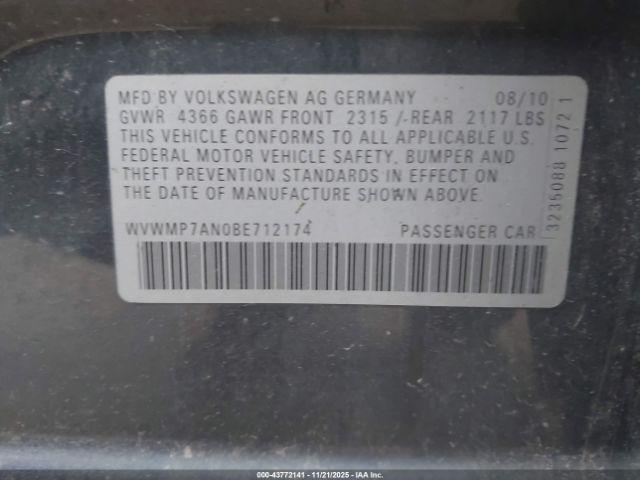 MFD BY VOLKSWAGEN AG GERMANY 08/10
GVWR 4366 GAWR FRONT 2315 /-REAR 2117 LBS
THIS VEHICLE CONFORMS TO ALL APPLICABLE U.S.
FEDERAL MOTOR VEHICLE SAFETY, BUMPER AND
THEFT PREVENTION STANDARDS IN EFFECT ON
THE DATE OF MANUFACTURE SHOWN ABOVE.
WVWMP7AN0BE712174 PASSENGER CAR
3235088 1072 1
000-43772141 - 11/21/2025 - IAA Inc.